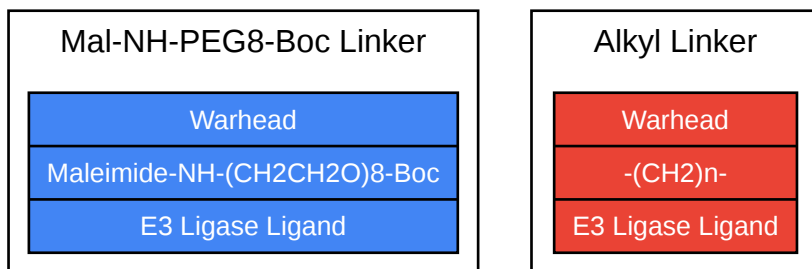 Mal-NH-PEG8-Boc Linker
Warhead
Maleimide-NH-(CH2CH2O)8-Boc
E3 Ligase Ligand
Alkyl Linker
Warhead
-(CH2)n-
E3 Ligase Ligand